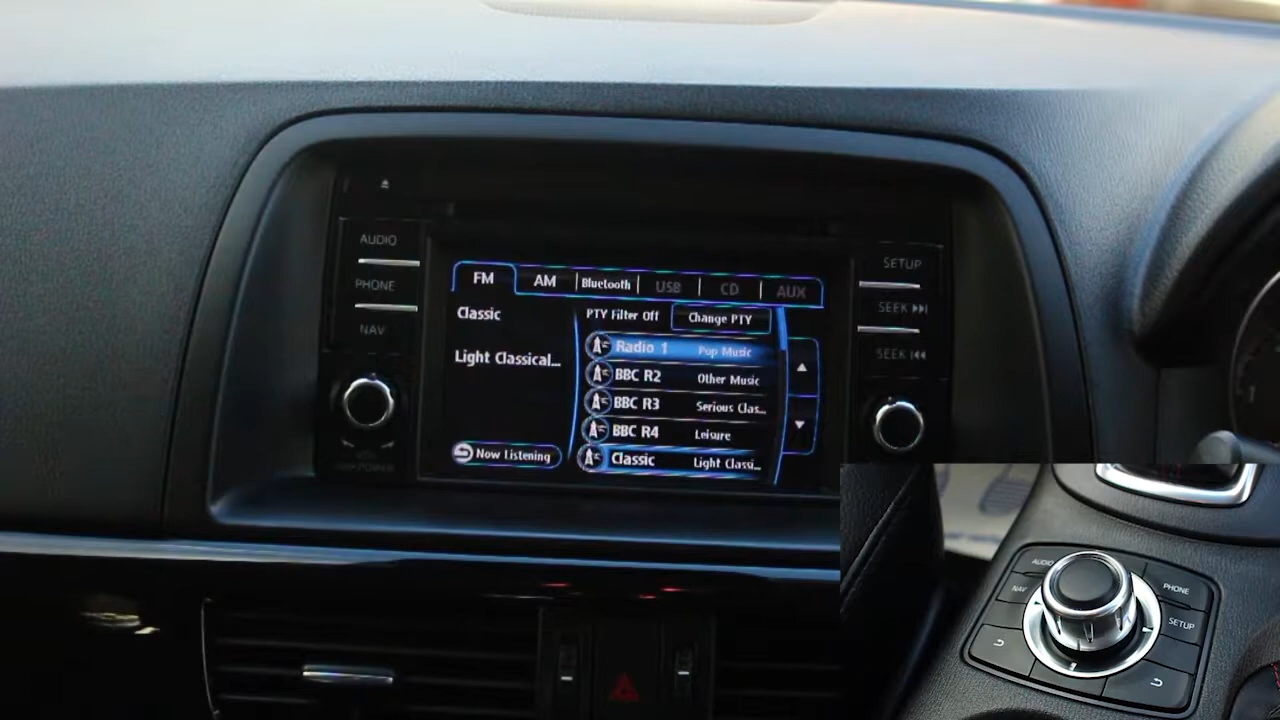 AUDIO
PHONE
NAV
FM AM Bluetooth USB CD AUX
Classic
Light Classical...
PTY Filter Off Change PTY
Radio 1 Pop Music
BBC R2 Other Music
BBC R3 Serious Clas...
BBC R4 Leisure
Classic Light Classi...
Now Listening
SETUP
SEEK
SEEK
AUDIO
NAV
PHONE
SETUP